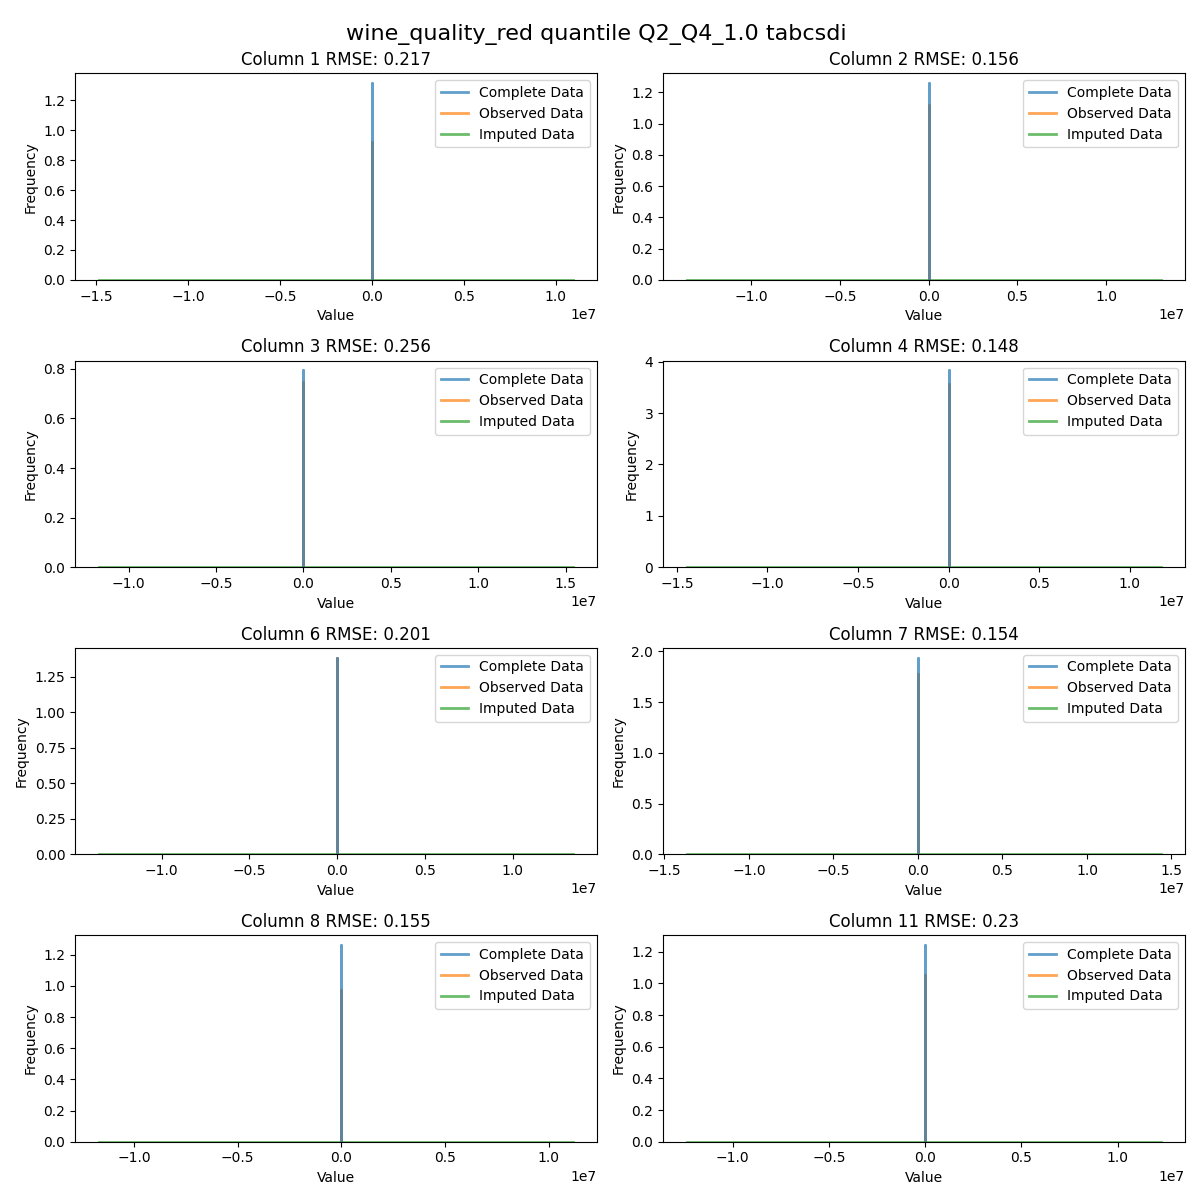 wine_quality_red quantile Q2_Q4_1.0 tabcsdi
Column 1 RMSE: 0.217
Complete Data
Observed Data
Imputed Data
Frequency
0.0
0.2
0.4
0.6
0.8
1.0
1.2
−1.5
−1.0
−0.5
0.0
0.5
1.0
Value
1e7
Column 2 RMSE: 0.156
Complete Data
Observed Data
Imputed Data
Frequency
0.0
0.2
0.4
0.6
0.8
1.0
1.2
−1.0
−0.5
0.0
0.5
1.0
Value
1e7
Column 3 RMSE: 0.256
Complete Data
Observed Data
Imputed Data
Frequency
0.0
0.2
0.4
0.6
0.8
−1.0
−0.5
0.0
0.5
1.0
1.5
Value
1e7
Column 4 RMSE: 0.148
Complete Data
Observed Data
Imputed Data
Frequency
0
1
2
3
4
−1.5
−1.0
−0.5
0.0
0.5
1.0
Value
1e7
Column 6 RMSE: 0.201
Complete Data
Observed Data
Imputed Data
Frequency
0.00
0.25
0.50
0.75
1.00
1.25
−1.0
−0.5
0.0
0.5
1.0
Value
1e7
Column 7 RMSE: 0.154
Complete Data
Observed Data
Imputed Data
Frequency
0.0
0.5
1.0
1.5
2.0
−1.5
−1.0
−0.5
0.0
0.5
1.0
1.5
Value
1e7
Column 8 RMSE: 0.155
Complete Data
Observed Data
Imputed Data
Frequency
0.0
0.2
0.4
0.6
0.8
1.0
1.2
−1.0
−0.5
0.0
0.5
1.0
Value
1e7
Column 11 RMSE: 0.23
Complete Data
Observed Data
Imputed Data
Frequency
0.0
0.2
0.4
0.6
0.8
1.0
1.2
−1.0
−0.5
0.0
0.5
1.0
Value
1e7